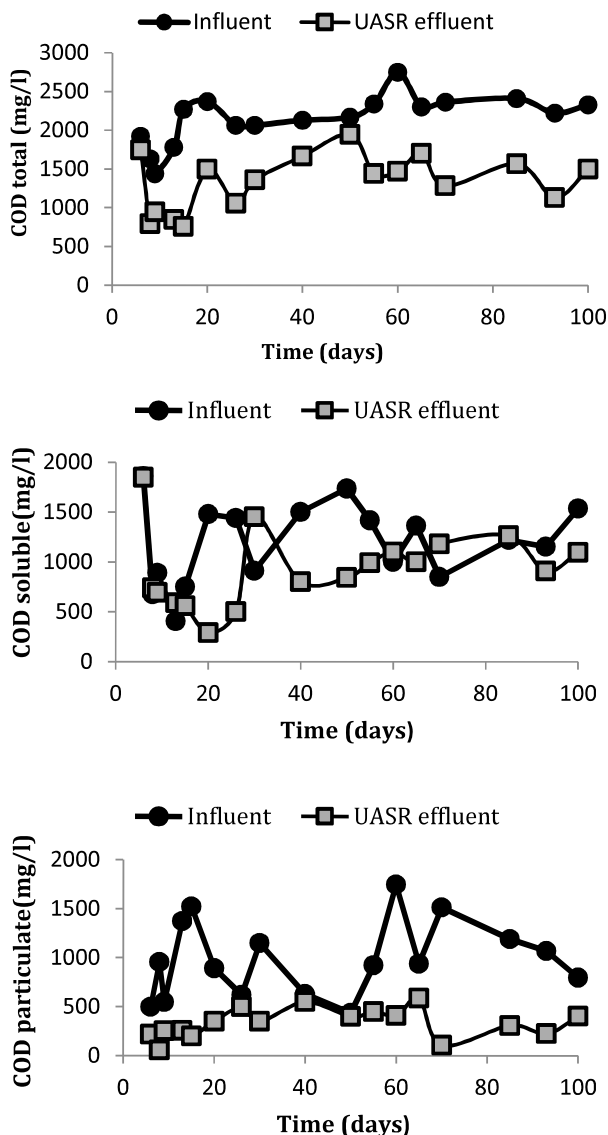 Influent UASR effluent
3000
2500
2000
1500
1000
500
0
COD total (mg/l)
0 20 40 60 80 100
Time (days)
Influent UASR effluent
2000
1500
1000
500
0
COD soluble(mg/l)
0 20 40 60 80 100
Time (days)
Influent UASR effluent
2000
1500
1000
500
0
COD particulate(mg/l)
0 20 40 60 80 100
Time (days)